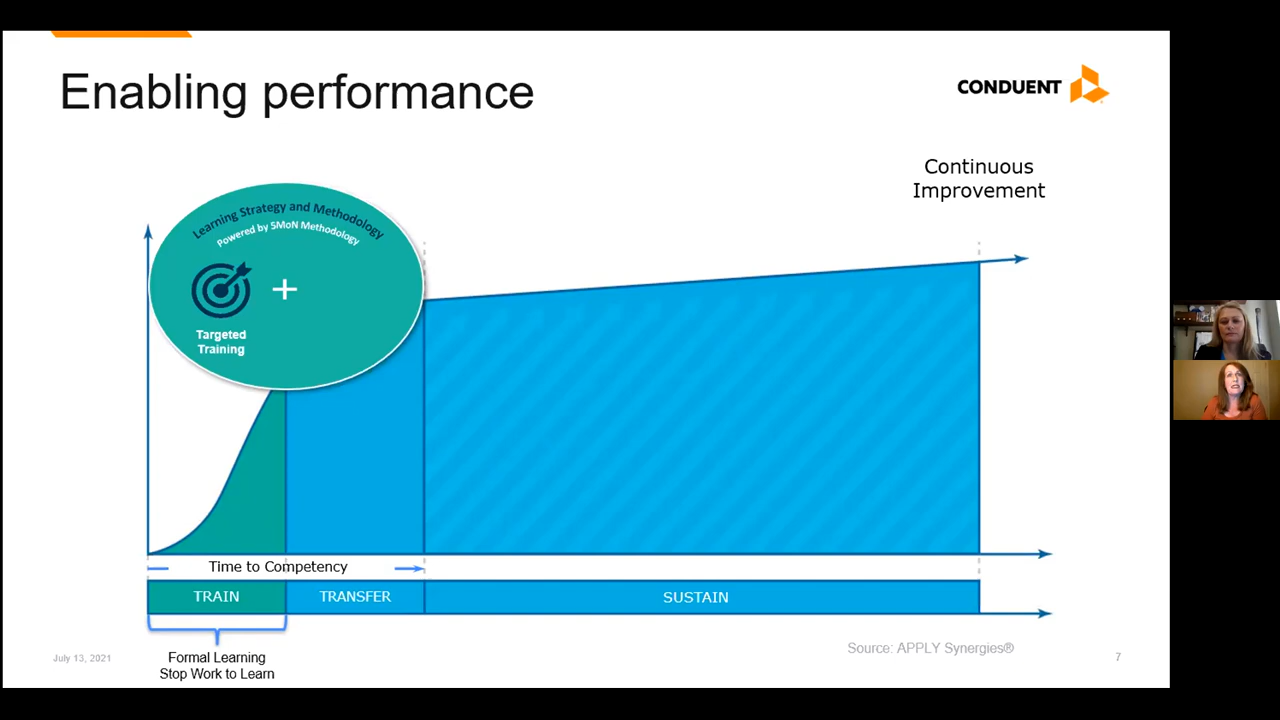 Enabling performance
CONDUENT
Continuous
Improvement
Learning Strategy and Methodology
Powered by SMoN Methodology
+
Targeted
Training
Time to Competency
TRAIN
TRANSFER
SUSTAIN
Formal Learning
Stop Work to Learn
Source: APPLY Synergies®
July 13, 2021
7